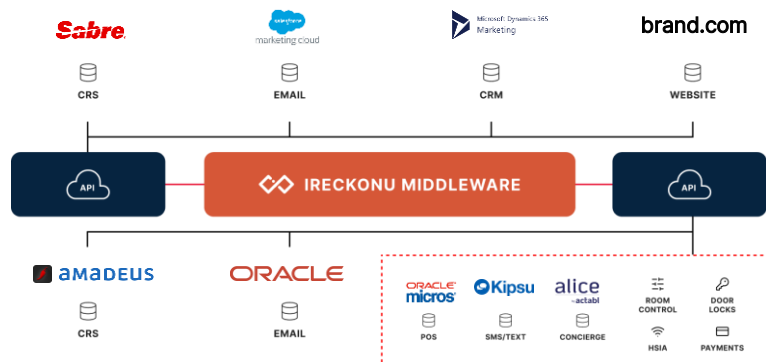 Sabre
salesforce
marketing cloud
Microsoft Dynamics 365
Marketing
brand.com
CRS
EMAIL
CRM
WEBSITE
API
IRECKONU MIDDLEWARE
API
amadeus
ORACLE
ORACLE
micros
Kipsu
alice
by actabl
ROOM
CONTROL
DOOR
LOCKS
CRS
EMAIL
POS
SMS/TEXT
CONCIERGE
HSIA
PAYMENTS